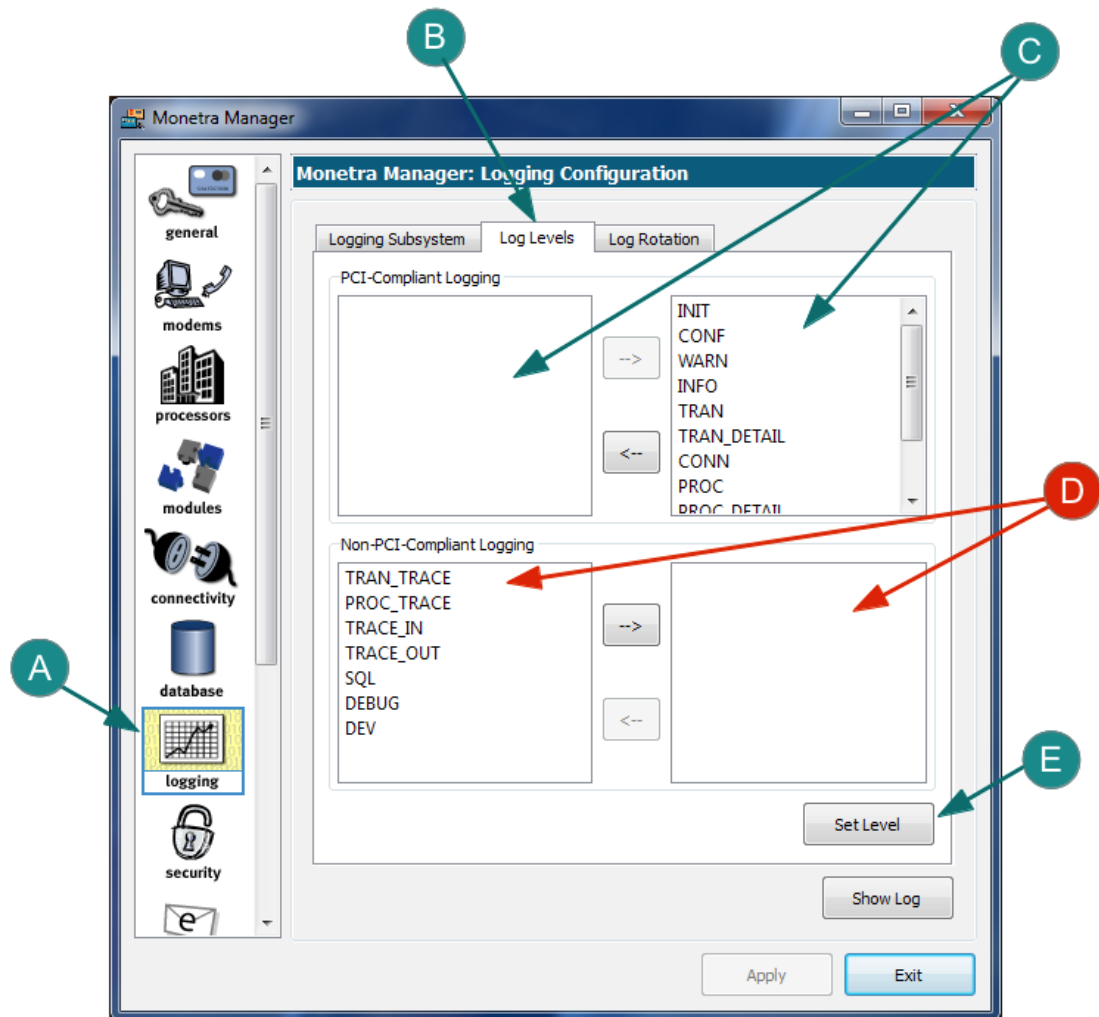 B
C
Monetra Manager
Monetra Manager: Logging Configuration
general
modems
processors
modules
connectivity
database
A
logging
security
Logging Subsystem
Log Levels
Log Rotation
PCI-Compliant Logging
-->
<--
INIT
CONF
WARN
INFO
TRAN
TRAN_DETAIL
CONN
PROC
PROC_DETAIL
D
Non-PCI-Compliant Logging
TRAN_TRACE
PROC_TRACE
TRACE_IN
TRACE_OUT
SQL
DEBUG
DEV
-->
<--
E
Set Level
Show Log
Apply
Exit